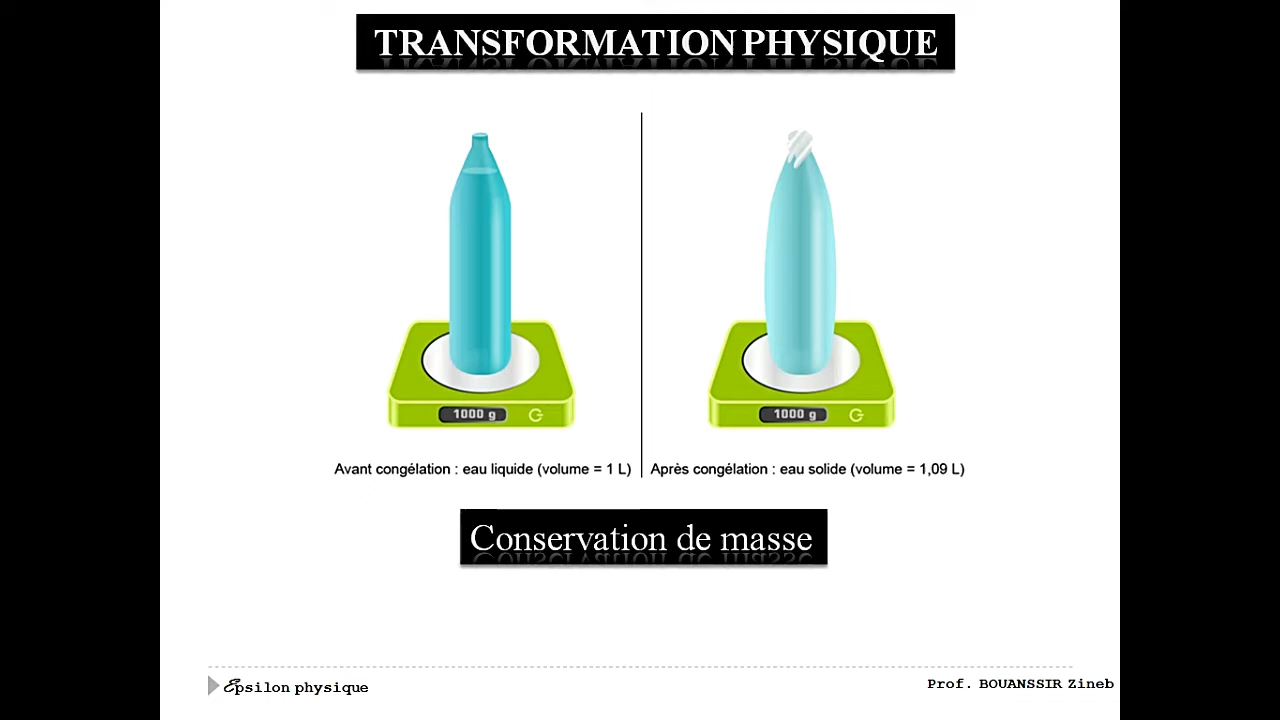 TRANSFORMATION PHYSIQUE
1000 g
1000 g
Avant congélation : eau liquide (volume = 1 L)
Après congélation : eau solide (volume = 1,09 L)
Conservation de masse
Epsilon physique
Prof. BOUANSSIR Zineb